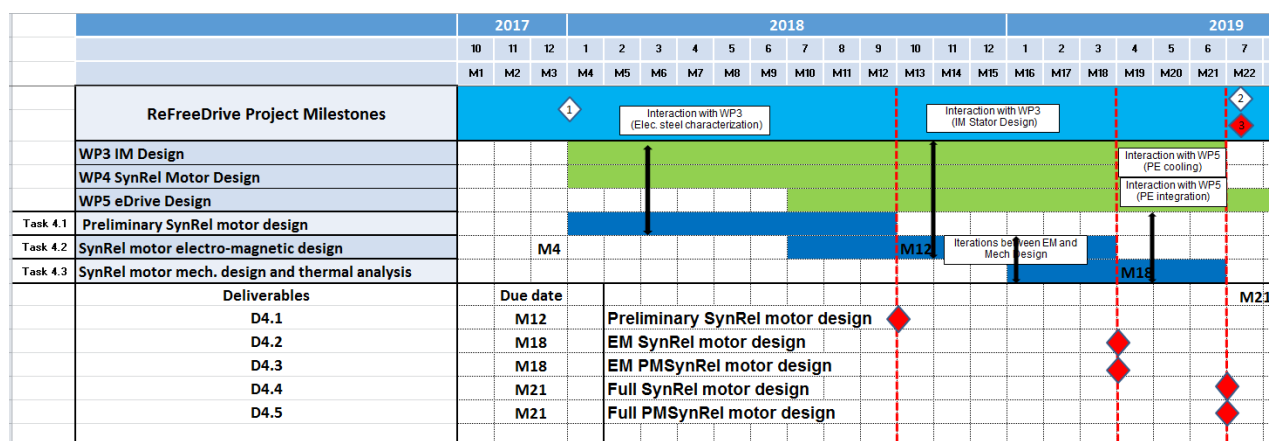 2017 2018 2019
10 11 12 1 2 3 4 5 6 7 8 9 10 11 12 1 2 3 4 5 6 7
M1 M2 M3 M4 M5 M6 M7 M8 M9 M10 M11 M12 M13 M14 M15 M16 M17 M18 M19 M20 M21 M22
ReFreeDrive Project Milestones
1
Interaction with WP3
(Elec. steel characterization)
Interaction with WP3
(IM Stator Design)
2
3
WP3 IM Design
WP4 SynRel Motor Design
WP5 eDrive Design
Interaction with WP5
(PE cooling)
Interaction with WP5
(PE integration)
Task 4.1 Preliminary SynRel motor design
Task 4.2 SynRel motor electro-magnetic design M4 M12
Iterations between EM and
Mech Design
Task 4.3 SynRel motor mech. design and thermal analysis M18
Deliverables Due date M21
D4.1 M12 Preliminary SynRel motor design
D4.2 M18 EM SynRel motor design
D4.3 M18 EM PMSynRel motor design
D4.4 M21 Full SynRel motor design
D4.5 M21 Full PMSynRel motor design